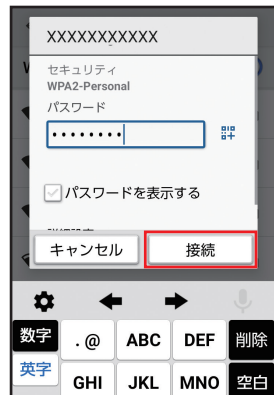 XXXXXXXXXXX
セキュリティ
WPA2-Personal
パスワード
••••••••
パスワードを表示する
キャンセル
接続
数字
. @
ABC
DEF
削除
英字
GHI
JKL
MNO
空白